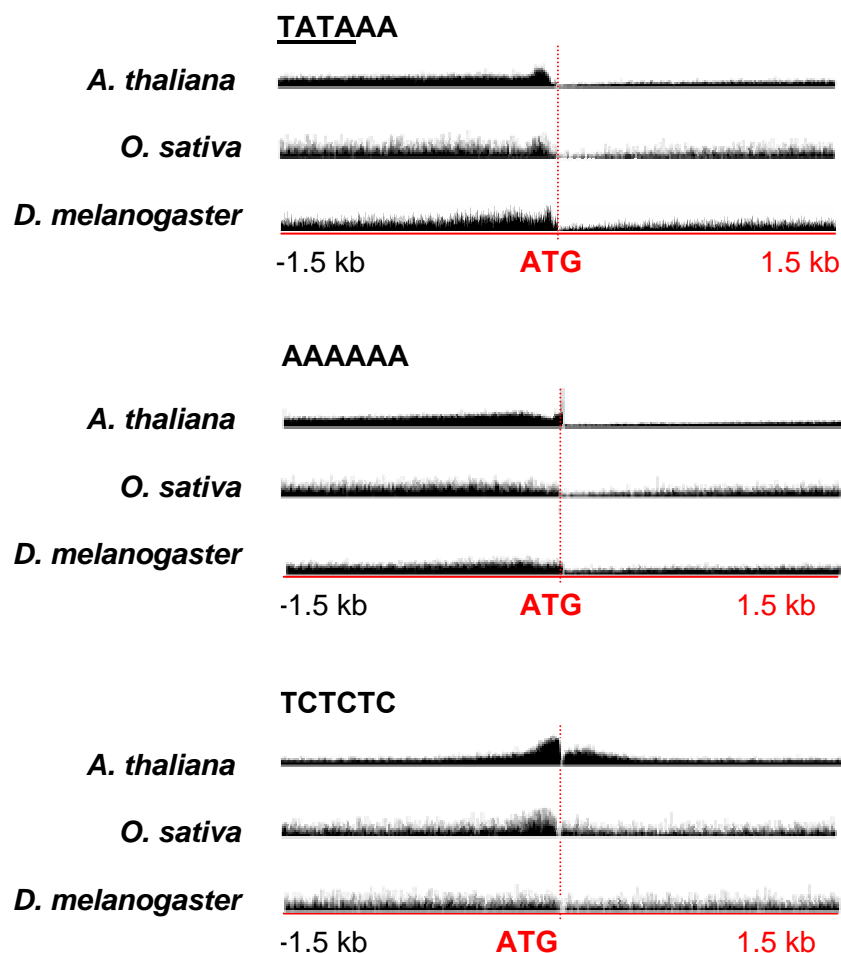 TATAAA
A. thaliana
O. sativa
D. melanogaster
-1.5 kb ATG 1.5 kb
AAAAAA
A. thaliana
O. sativa
D. melanogaster
-1.5 kb ATG 1.5 kb
TCTCTC
A. thaliana
O. sativa
D. melanogaster
-1.5 kb ATG 1.5 kb